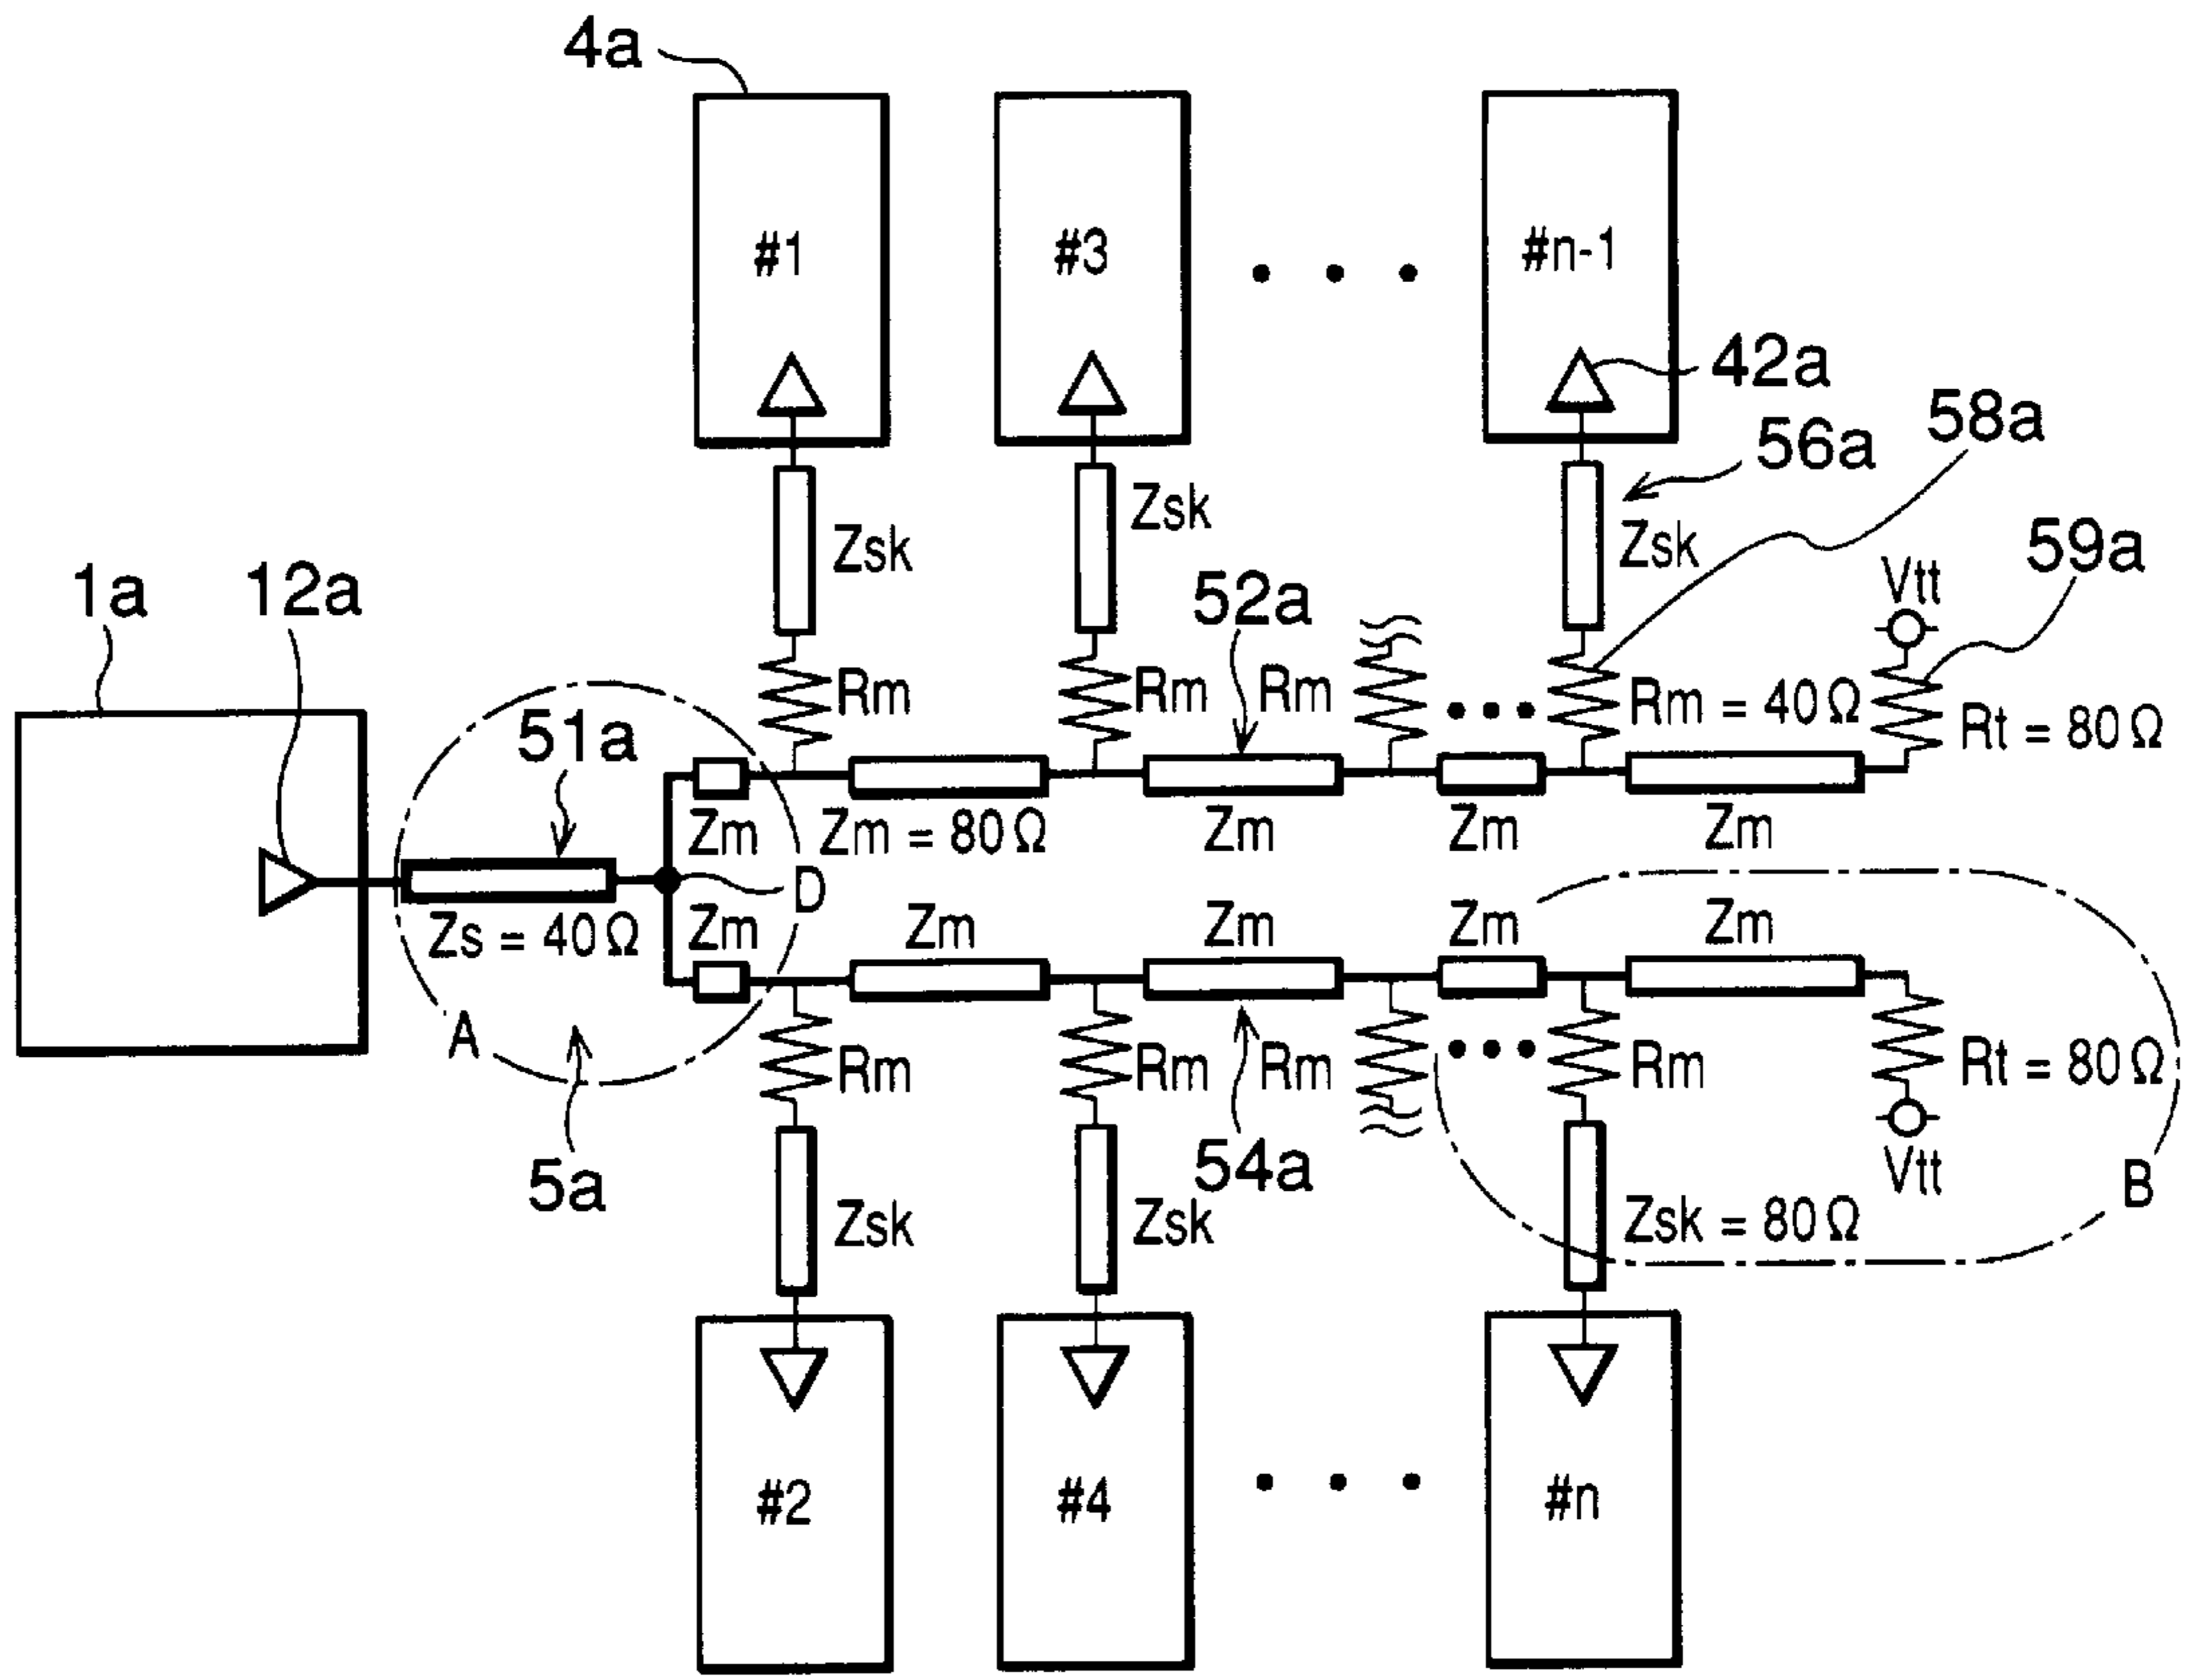 4a
#1
#3
#n-1
42a
58a
56a
Zsk
Zsk
Zsk
59a
1a
12a
52a
Vtt
Rm
Rm
Rm
Rm = 40Ω
Rt = 80Ω
51a
Zm
Zm = 80Ω
Zm
Zm
Zm
D
Zs = 40Ω
Zm
Zm
Zm
Zm
Zm
A
Rm
Rm
Rm
Rm
Rt = 80Ω
5a
54a
Vtt
B
Zsk
Zsk
Zsk = 80Ω
#2
#4
#n